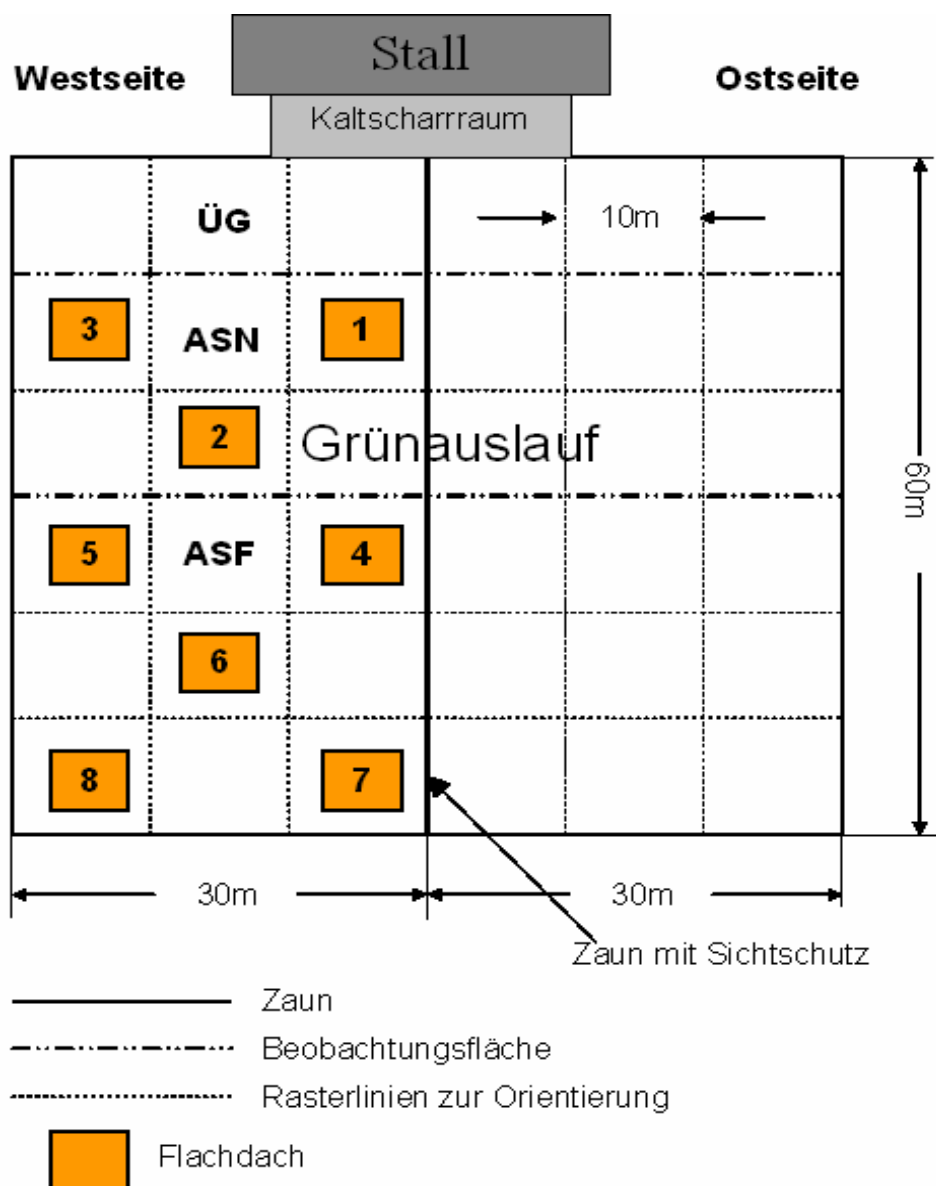 Stall
Westseite
Ostseite
Kaltscharrraum
ÜG
10m
3
ASN
1
2
Grünauslauf
60m
5
ASF
4
6
8
7
30m
30m
Zaun mit Sichtschutz
Zaun
Beobachtungsfläche
Rasterlinien zur Orientierung
Flachdach